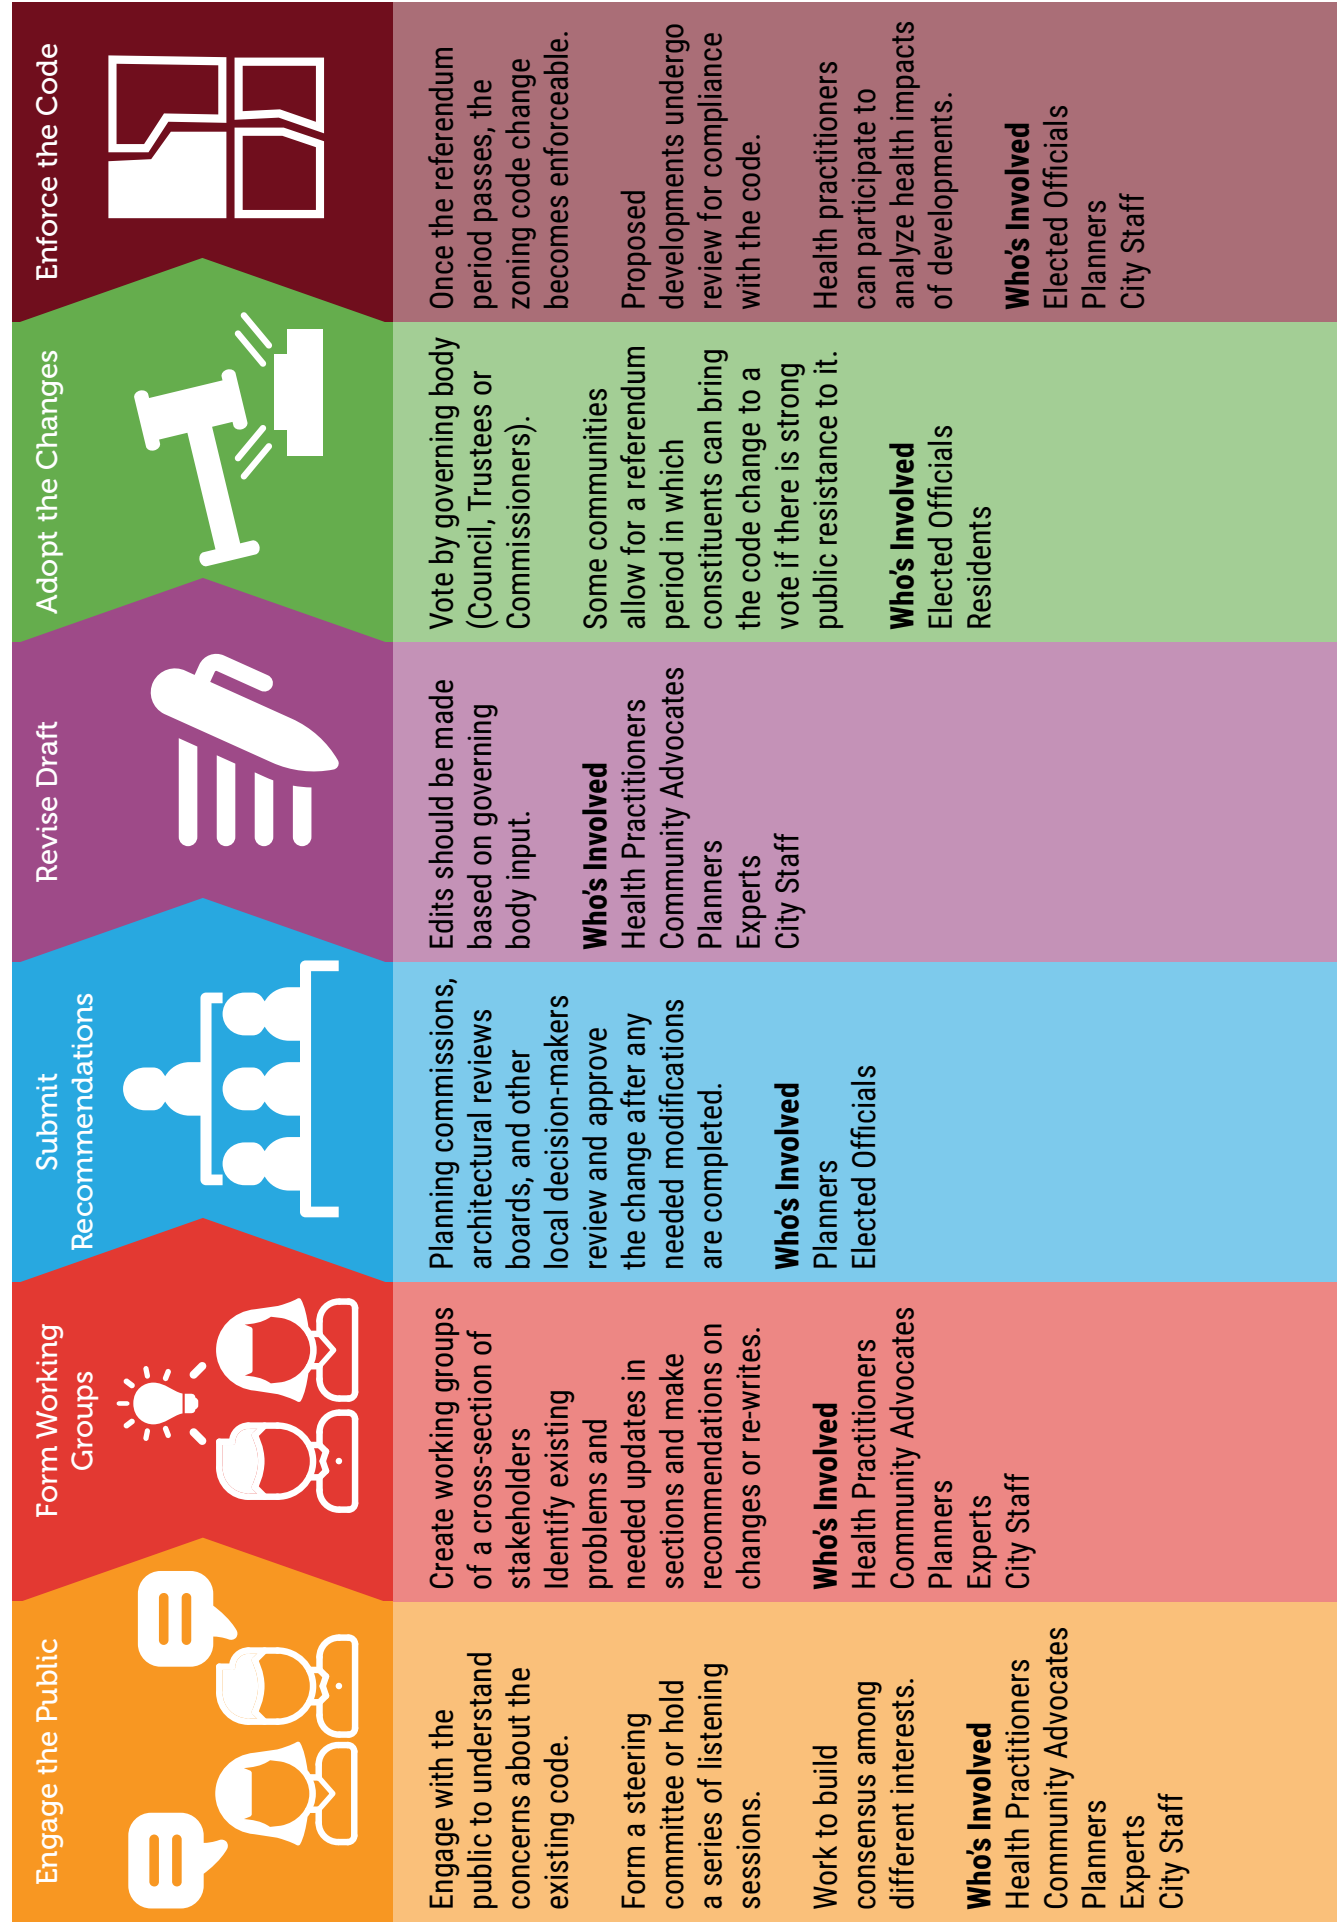 Engage the Public
Engage with the
public to understand
concerns about the
existing code.
Form a steering
committee or hold
a series of listening
sessions.
Work to build
consensus among
different interests.
Who's Involved
Health Practitioners
Community Advocates
Planners
Experts
City Staff
Form Working
Groups
Create working groups
of a cross-section of
stakeholders
Identify existing
problems and
needed updates in
sections and make
recommendations on
changes or re-writes.
Who's Involved
Health Practitioners
Community Advocates
Planners
Experts
City Staff
Submit
Recommendations
Planning commissions,
architectural reviews
boards, and other
local decision-makers
review and approve
the change after any
needed modifications
are completed.
Who's Involved
Planners
Elected Officials
Revise Draft
Edits should be made
based on governing
body input.
Who's Involved
Health Practitioners
Community Advocates
Planners
Experts
City Staff
Adopt the Changes
Vote by governing body
(Council, Trustees or
Commissioners).
Some communities
allow for a referendum
period in which
constituents can bring
the code change to a
vote if there is strong
public resistance to it.
Who's Involved
Elected Officials
Residents
Enforce the Code
Once the referendum
period passes, the
zoning code change
becomes enforceable.
Proposed
developments undergo
review for compliance
with the code.
Health practitioners
can participate to
analyze health impacts
of developments.
Who's Involved
Elected Officials
Planners
City Staff